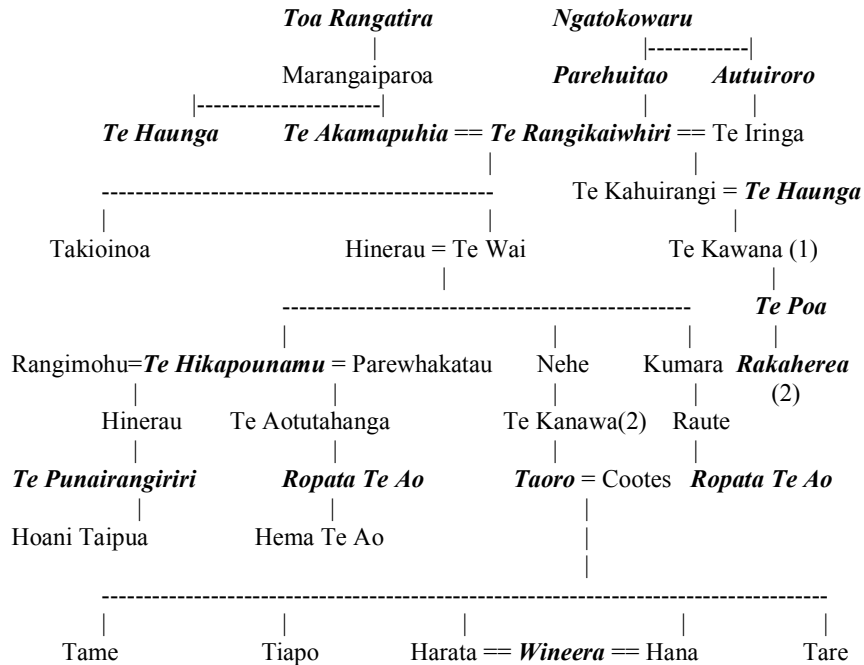 Toa Rangatira Ngatokowaru
| |------------|
Marangaiparoa Parehuitao Autuiroro
|----------------------| | |
Te Haunga Te Akamapuhia == Te Rangikaiwhiri == Te Iringa
| |
----------------------------------------------- Te Kahuirangi = Te Haunga
| | |
Takioinoa Hinerau = Te Wai Te Kawana (1)
| |
------------------------------------------------- Te Poa
| | | |
Rangimohu=Te Hikapounamu = Parewhakatau Nehe Kumara Rakaherea
| | | | (2)
Hinerau Te Aotutahanga Te Kanawa(2) Raute
| | | |
Te Punairangiriri Ropata Te Ao Taoro = Cootes Ropata Te Ao
| | |
Hoani Taipua Hema Te Ao |
|
--------------------------------------------------------------------------------------
| | | | |
Tame Tiapo Harata == Wineera == Hana Tare